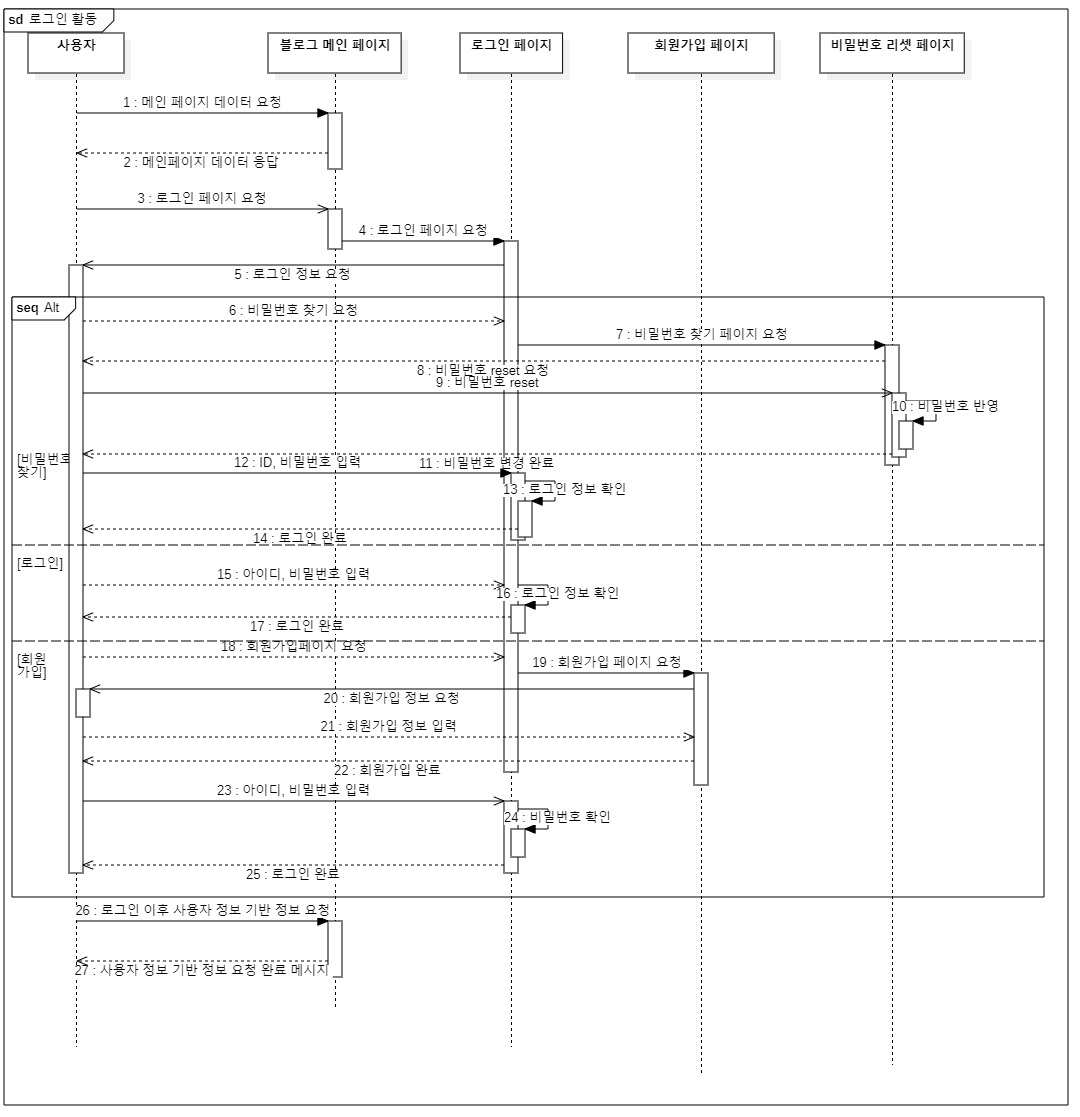 sd 로그인 활동
사용자
블로그 메인 페이지
로그인 페이지
회원가입 페이지
비밀번호 리셋 페이지
1 : 메인 페이지 데이터 요청
2 : 메인페이지 데이터 응답
3 : 로그인 페이지 요청
4 : 로그인 페이지 요청
5 : 로그인 정보 요청
seq Alt
6 : 비밀번호 찾기 요청
7 : 비밀번호 찾기 페이지 요청
8 : 비밀번호 reset 요청
9 : 비밀번호 reset
10 : 비밀번호 반영
[비밀번호
찾기]
11 : 비밀번호 변경 완료
12 : ID, 비밀번호 입력
13 : 로그인 정보 확인
14 : 로그인 완료
[로그인]
15 : 아이디, 비밀번호 입력
16 : 로그인 정보 확인
17 : 로그인 완료
[회원
가입]
18 : 회원가입페이지 요청
19 : 회원가입 페이지 요청
20 : 회원가입 정보 요청
21 : 회원가입 정보 입력
22 : 회원가입 완료
23 : 아이디, 비밀번호 입력
24 : 비밀번호 확인
25 : 로그인 완료
26 : 로그인 이후 사용자 정보 기반 정보 요청
27 : 사용자 정보 기반 정보 요청 완료 메시지